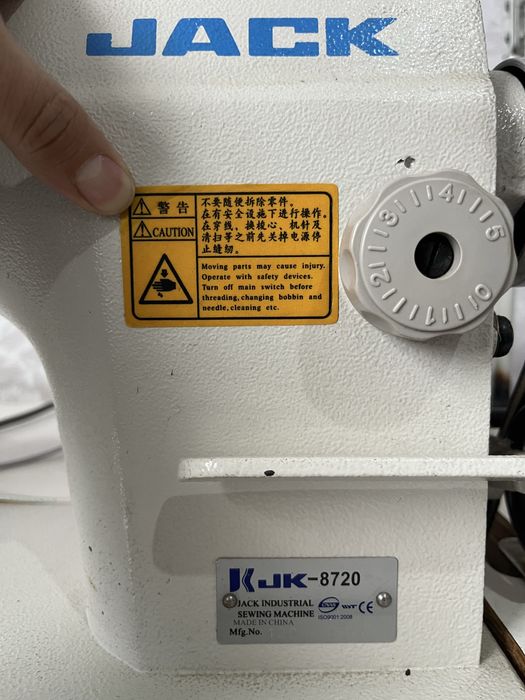 JACK
警告
CAUTION
不要随便拆除零件。
在有安全设施下进行操作。
在穿线、换梭心、机针及
清扫等之前先关掉电源停
止缝纫。
Moving parts may cause injury.
Operate with safety devices.
Turn off main switch before
threading,changing bobbin and
needle,cleaning etc.
0 1 2 3 4 5
JK-8720
JACK INDUSTRIAL
SEWING MACHINE
MADE IN CHINA
Mfg.No.
CE
ISO9001:2008